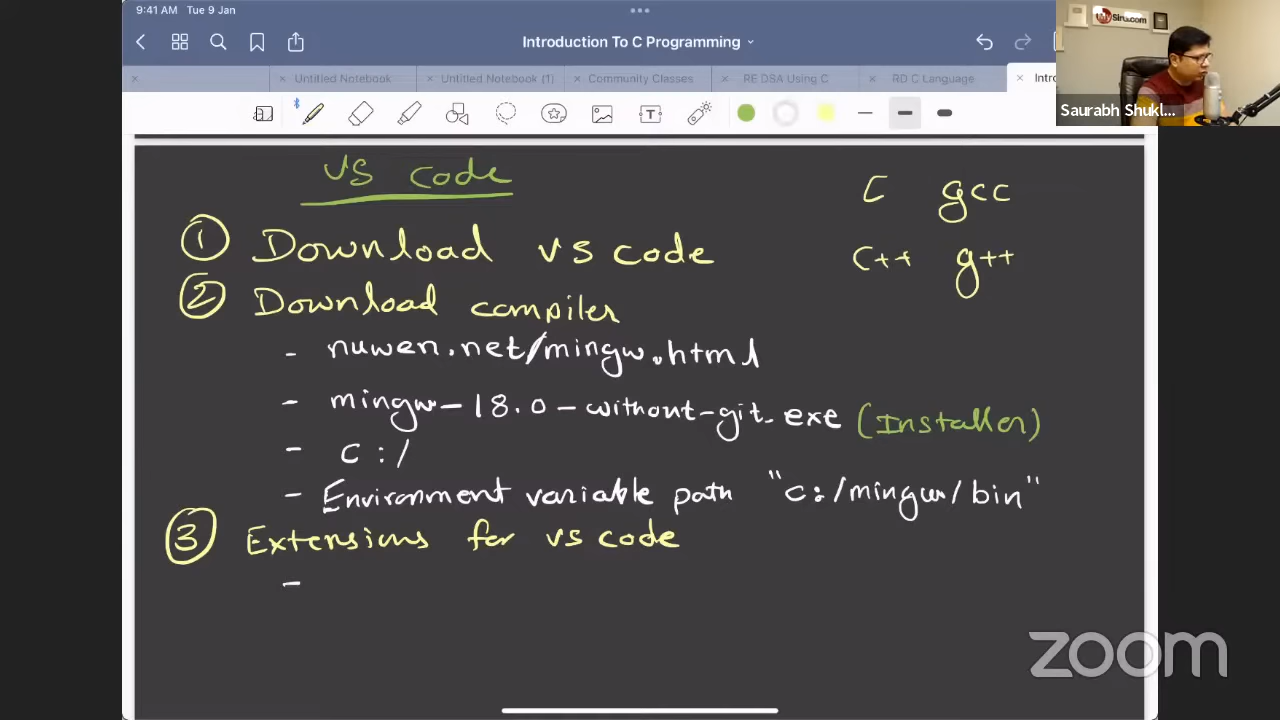 9:41 AM Tue 9 Jan
Introduction To C Programming
Untitled Notebook
Untitled Notebook (1)
Community Classes
RE DSA Using C
RD C Language
Intro
Saurabh Shukl...
VS Code
C gcc
C++ g++
1 Download VS code
2 Download compiler
- nuwen.net/mingw.html
- mingw-18.0-without-git.exe (Installer)
- C:/
- Environment variable path "c:/mingw/bin"
3 Extensions for vs code
-
zoom